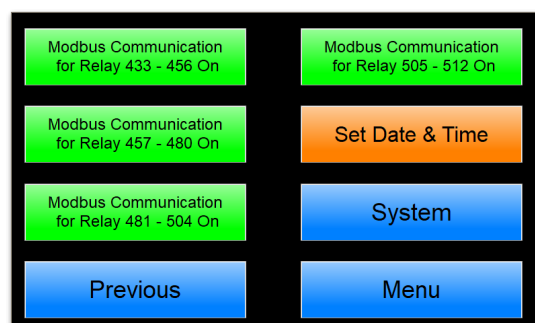 Modbus Communication
for Relay 433 - 456 On
Modbus Communication
for Relay 505 - 512 On
Modbus Communication
for Relay 457 - 480 On
Set Date & Time
Modbus Communication
for Relay 481 - 504 On
System
Previous
Menu